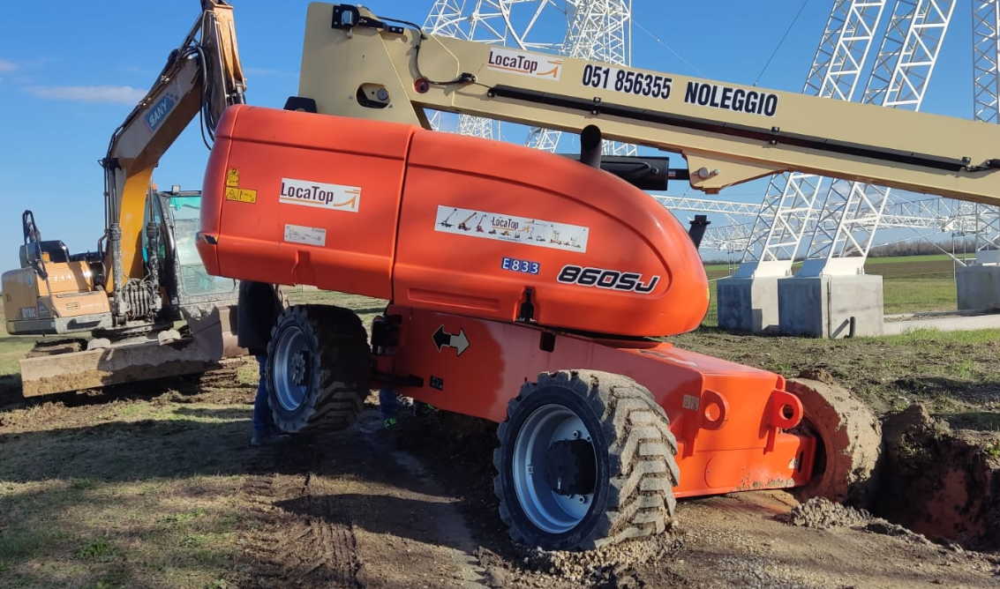 SANY
LocaTop
051 856355 NOLEGGIO
LocaTop
LocaTop
E833
860SJ